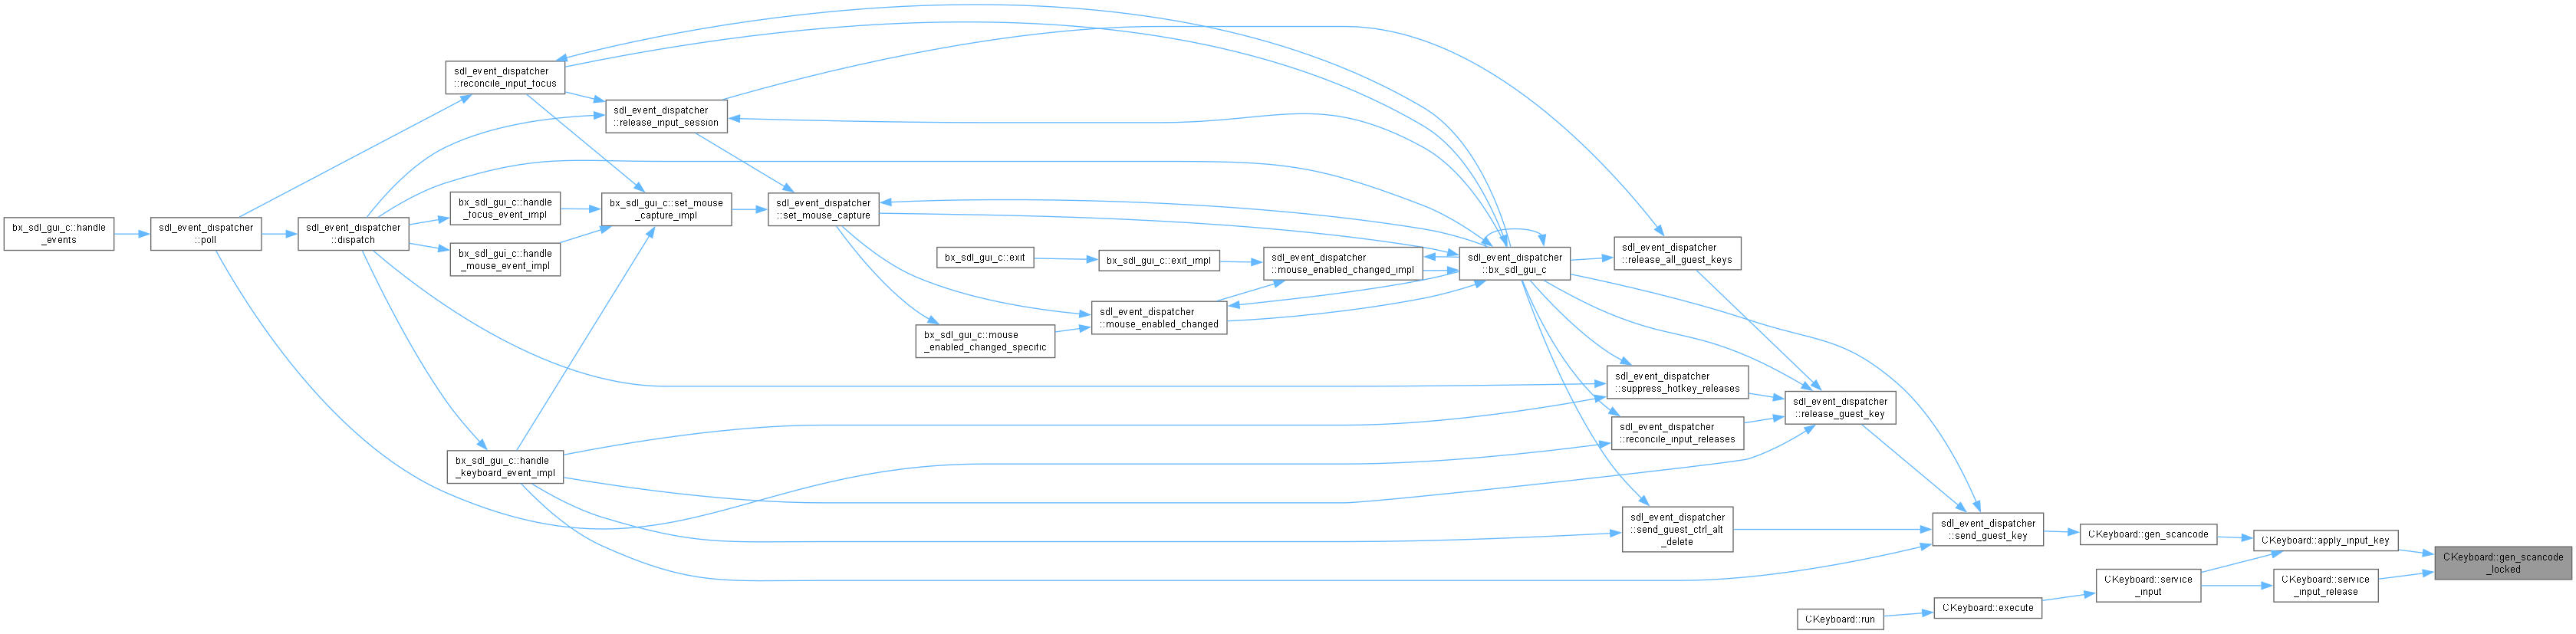 sdl_event_dispatcher
::reconcile_input_focus
sdl_event_dispatcher
::release_input_session
bx_sdl_gui_c::handle
_events
sdl_event_dispatcher
::poll
sdl_event_dispatcher
::dispatch
bx_sdl_gui_c::handle
_focus_event_impl
bx_sdl_gui_c::handle
_mouse_event_impl
bx_sdl_gui_c::set_mouse
_capture_impl
sdl_event_dispatcher
::set_mouse_capture
bx_sdl_gui_c::exit
bx_sdl_gui_c::exit_impl
sdl_event_dispatcher
::mouse_enabled_changed_impl
sdl_event_dispatcher
::bx_sdl_gui_c
sdl_event_dispatcher
::release_all_guest_keys
sdl_event_dispatcher
::mouse_enabled_changed
bx_sdl_gui_c::mouse
_enabled_changed_specific
sdl_event_dispatcher
::suppress_hotkey_releases
sdl_event_dispatcher
::release_guest_key
sdl_event_dispatcher
::reconcile_input_releases
bx_sdl_gui_c::handle
_keyboard_event_impl
sdl_event_dispatcher
::send_guest_ctrl_alt
_delete
sdl_event_dispatcher
::send_guest_key
CKeyboard::gen_scancode
CKeyboard::apply_input_key
CKeyboard::gen_scancode
_locked
CKeyboard::service
_input
CKeyboard::service
_input_release
CKeyboard::execute
CKeyboard::run